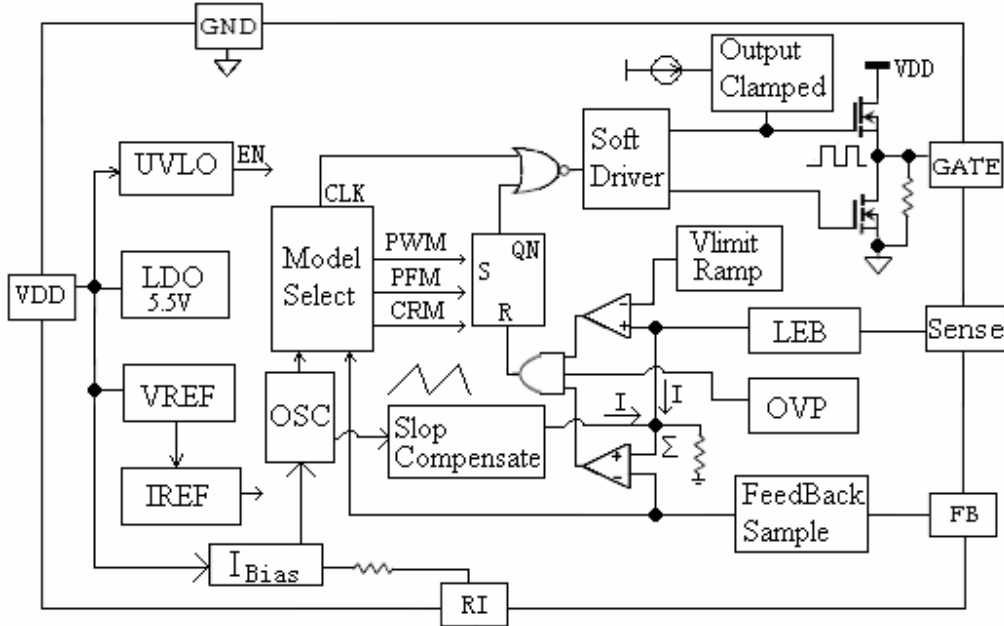 GND
Output
Clamped
VDD
UVLO
EN
Soft
Driver
GATE
CLK
Model
Select
PWM
PFM
CRM
QN
S
R
Vlimit
Ramp
-
+
VDD
LDO
5.5V
LEB
Sense
VREF
OSC
Slop
Compensate
I
I
OVP
Σ
+
-
IREF
FeedBack
Sample
FB
I Bias
RI